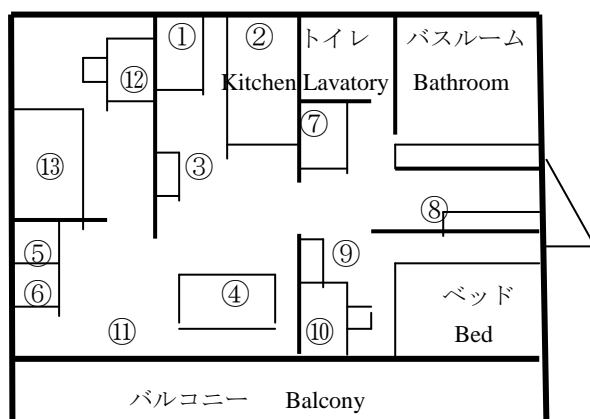 ① ② トイレ バスルーム
⑫ Kitchen Lavatory Bathroom
⑦
⑬ ③
⑧
⑤ ⑨
⑥ ④ ベッド
⑪ ⑩ Bed
バルコニー Balcony